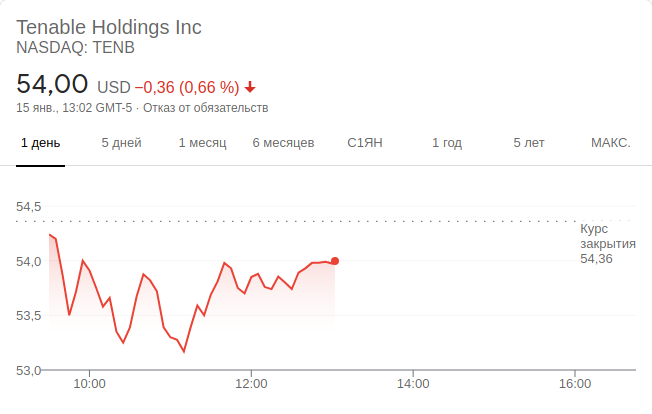 Tenable Holdings Inc
NASDAQ: TENB
54,00 USD −0,36 (0,66 %)
15 янв., 13:02 GMT-5 · Отказ от обязательств
1 день 5 дней 1 месяц 6 месяцев С1ЯН 1 год 5 лет МАКС.
54,5
Курс
закрытия
54,0 54,36
53,5
53,0
10:00 12:00 14:00 16:00